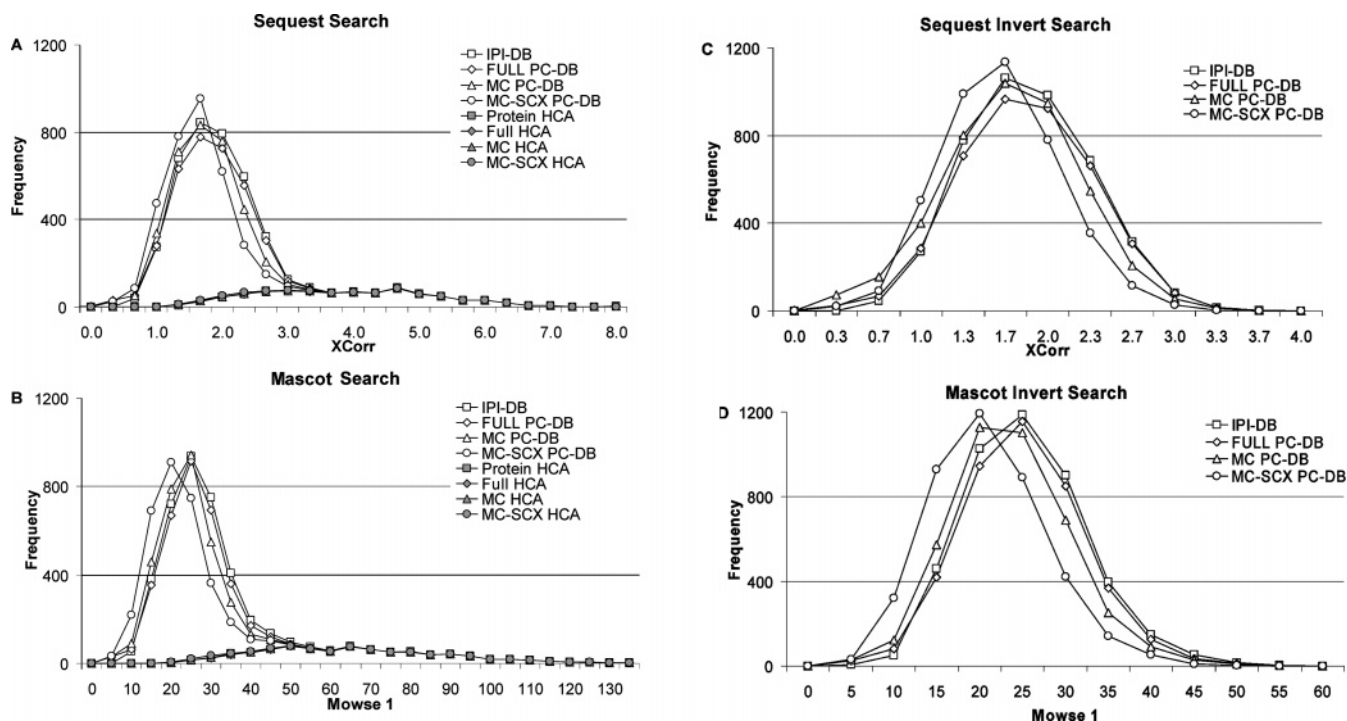 Sequest Search
A
1200
800
400
0
Frequency
IPI-DB
FULL PC-DB
MC PC-DB
MC-SCX PC-DB
Protein HCA
Full HCA
MC HCA
MC-SCX HCA
0.0 1.0 2.0 3.0 4.0 5.0 6.0 7.0 8.0
XCorr
Mascot Search
B
1200
800
400
0
Frequency
IPI-DB
FULL PC-DB
MC PC-DB
MC-SCX PC-DB
Protein HCA
Full HCA
MC HCA
MC-SCX HCA
0 10 20 30 40 50 60 70 80 90 100 110 120 130
Mowse 1
Sequest Invert Search
C
1200
800
400
0
Frequency
IPI-DB
FULL PC-DB
MC PC-DB
MC-SCX PC-DB
0.0 0.3 0.7 1.0 1.3 1.7 2.0 2.3 2.7 3.0 3.3 3.7 4.0
XCorr
Mascot Invert Search
D
1200
800
400
0
Frequency
IPI-DB
FULL PC-DB
MC PC-DB
MC-SCX PC-DB
0 5 10 15 20 25 30 35 40 45 50 55 60
Mowse 1